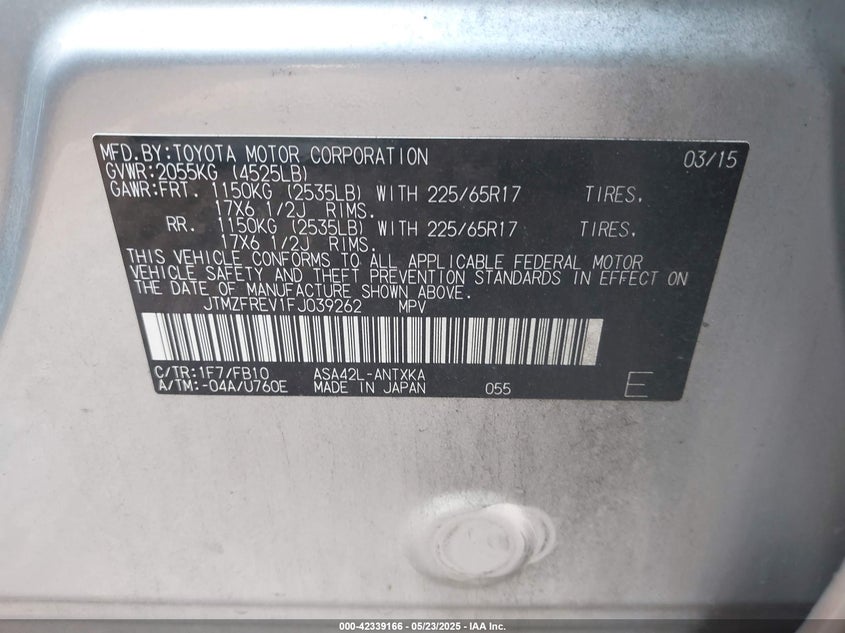 MFD.BY:TOYOTA MOTOR CORPORATION 03/15
GVWR:2055KG (4525LB)
GAWR:FRT. 1150KG (2535LB) WITH 225/65R17 TIRES.
17X6 1/2J RIMS.
RR. 1150KG (2535LB) WITH 225/65R17 TIRES.
17X6 1/2J RIMS.
THIS VEHICLE CONFORMS TO ALL APPLICABLE FEDERAL MOTOR
VEHICLE SAFETY AND THEFT PREVENTION STANDARDS IN EFFECT ON
THE DATE OF MANUFACTURE SHOWN ABOVE.
JTMZFREV1FJ039262 MPV
C/TR:1F7/FB10 ASA42L-ANTXKA
A/TM:-04A/U760E MADE IN JAPAN 055 E
000-42339166 - 05/23/2025 - IAA Inc.